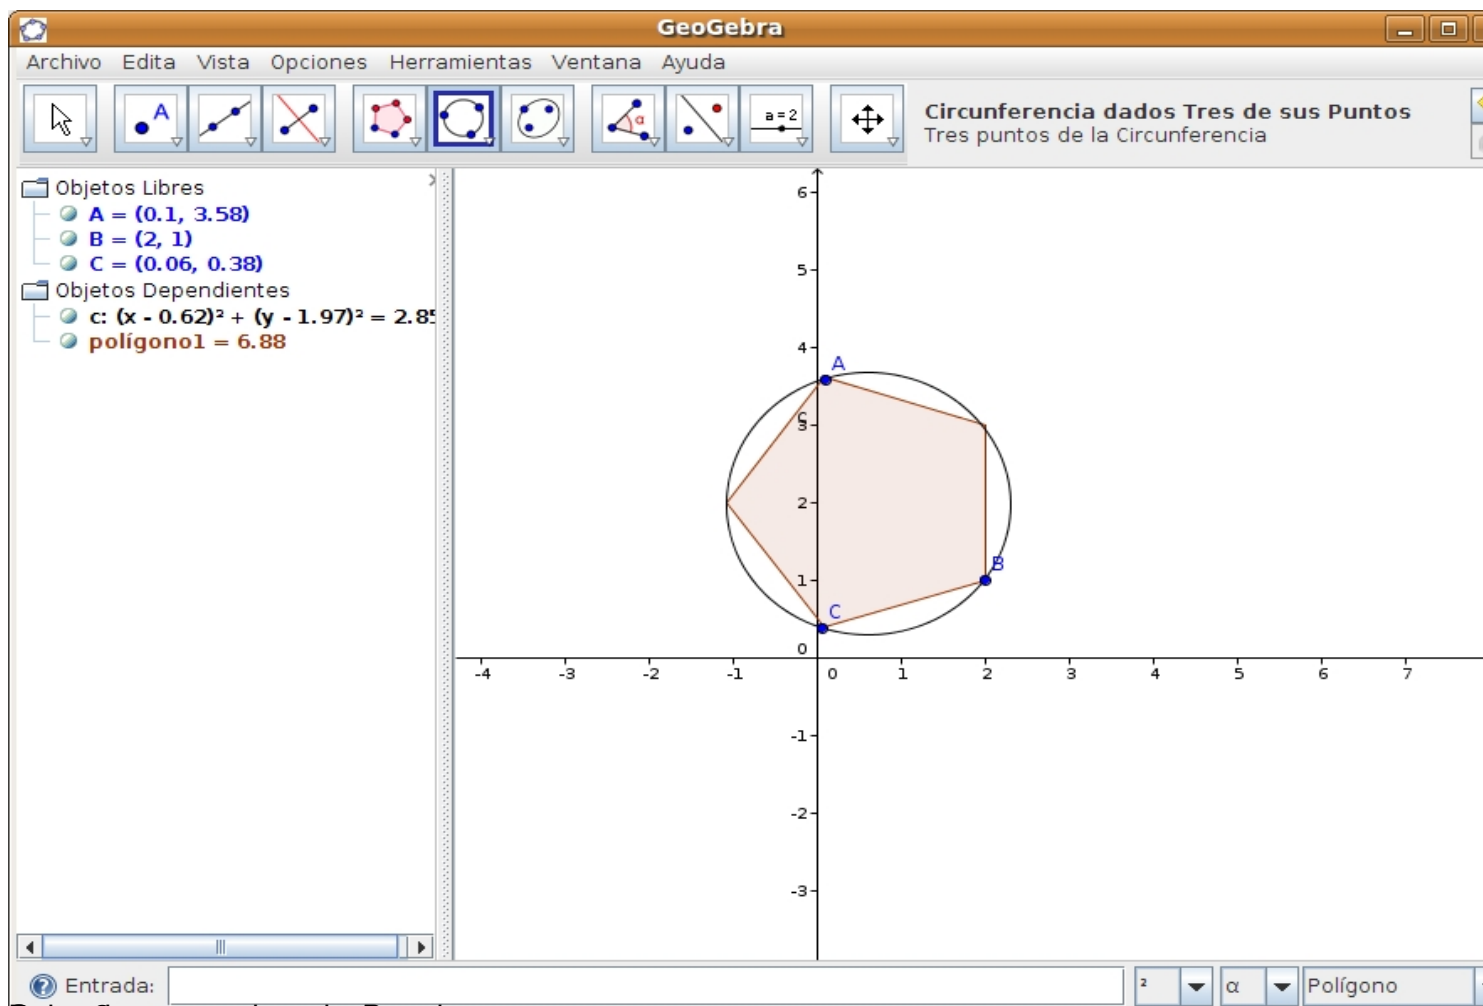 GeoGebra
Archivo Edita Vista Opciones Herramientas Ventana Ayuda
A α a=2
Circunferencia dados Tres de sus Puntos
Tres puntos de la Circunferencia
Objetos Libres
A = (0.1, 3.58)
B = (2, 1)
C = (0.06, 0.38)
Objetos Dependientes
c: (x - 0.62)² + (y - 1.97)² = 2.85
polígono1 = 6.88
6
5
4
A
c
3
2
B
1
C
0
-4 -3 -2 -1 0 1 2 3 4 5 6 7
-1
-2
-3
Entrada: ² α Polígono